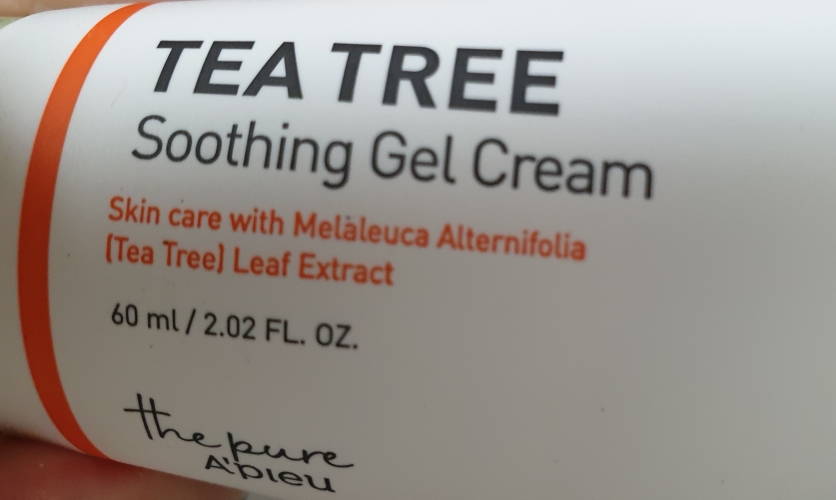 TEA TREE
Soothing Gel Cream
Skin care with Melaleuca Alternifolia
(Tea Tree) Leaf Extract
60 ml / 2.02 FL. OZ.
the pure
A'pieu